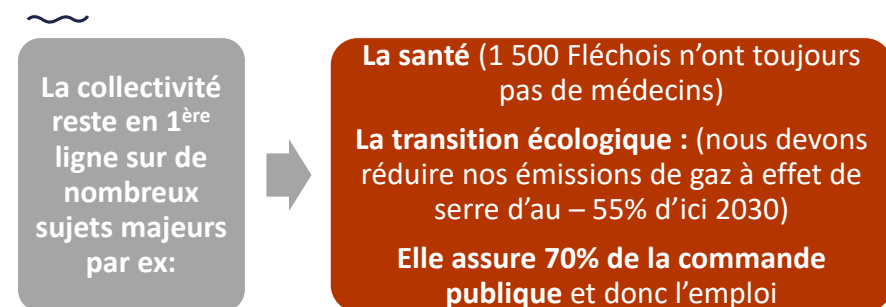 La collectivité
reste en 1ère
ligne sur de
nombreux
sujets majeurs
par ex:
La santé (1 500 Fléchois n’ont toujours
pas de médecins)
La transition écologique : (nous devons
réduire nos émissions de gaz à effet de
serre d’au – 55% d’ici 2030)
Elle assure 70% de la commande
publique et donc l’emploi